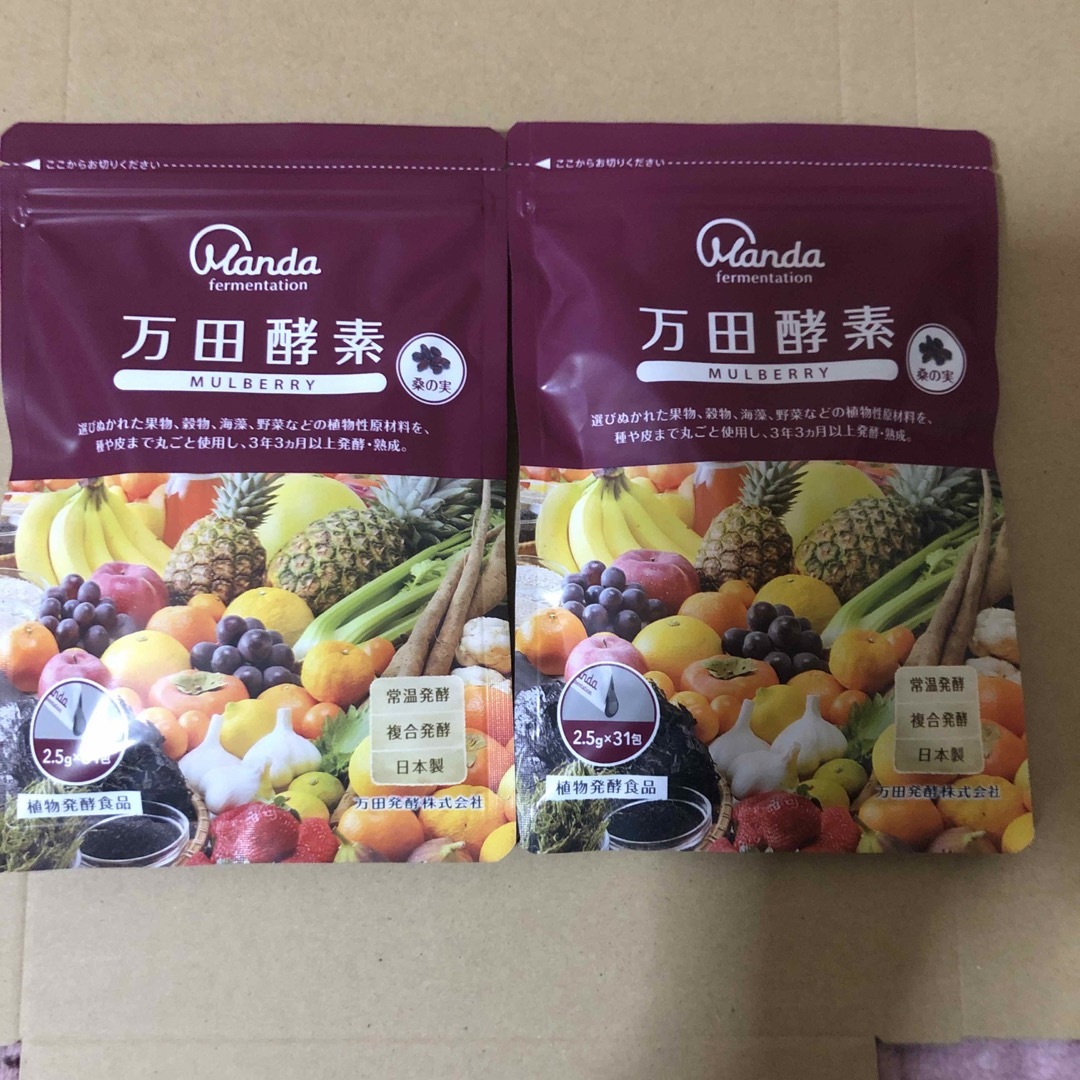 ここからお切りください
Manda
fermentation
万田酵素
MULBERRY
桑の実
選びぬかれた果物、穀物、海藻、野菜などの植物性原材料を、
種や皮まで丸ごと使用し、3年3ヵ月以上発酵・熟成。
常温発酵
複合発酵
日本製
2.5g×31包
植物発酵食品
万田発酵株式会社
ここからお切りください
Manda
fermentation
万田酵素
MULBERRY
桑の実
選びぬかれた果物、穀物、海藻、野菜などの植物性原材料を、
種や皮まで丸ごと使用し、3年3ヵ月以上発酵・熟成。
anda
fermentation
常温発酵
複合発酵
日本製
2.5g×31包
植物発酵食品
万田発酵株式会社